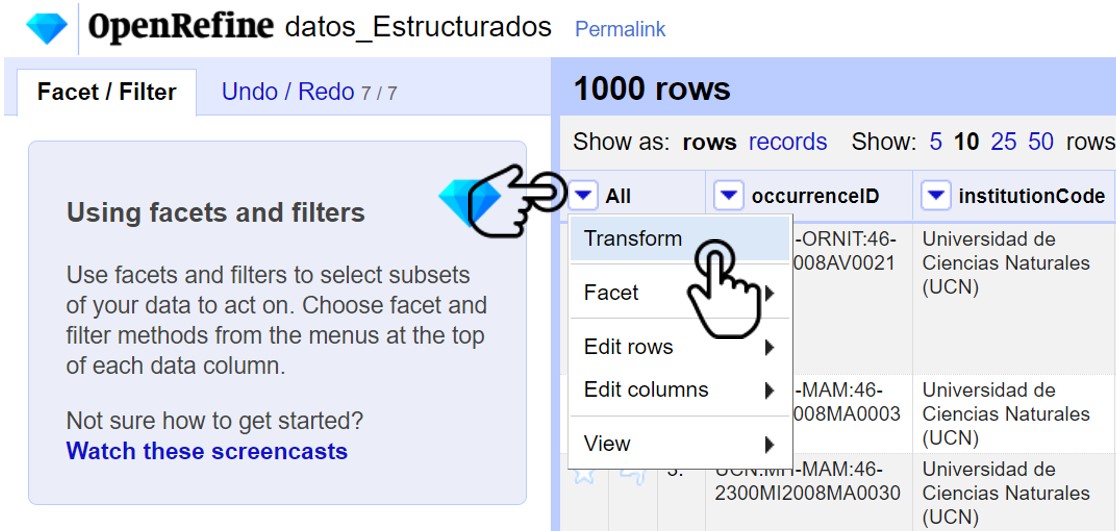 OpenRefine datos_Estructurados Permalink
Facet / Filter Undo / Redo 7 / 7
1000 rows
Show as: rows records Show: 5 10 25 50 rows
All occurrenceID institutionCode
Using facets and filters
Use facets and filters to select subsets
of your data to act on. Choose facet and
filter methods from the menus at the top
of each data column.
Not sure how to get started?
Watch these screencasts
Transform
Facet
Edit rows
Edit columns
View
-ORNIT:46-
008AV0021
Universidad de
Ciencias Naturales
(UCN)
-MAM:46-
008MA0003
Universidad de
Ciencias Naturales
(UCN)
3.
-MAM:46-
2300MI2008MA0030
Universidad de
Ciencias Naturales
(UCN)